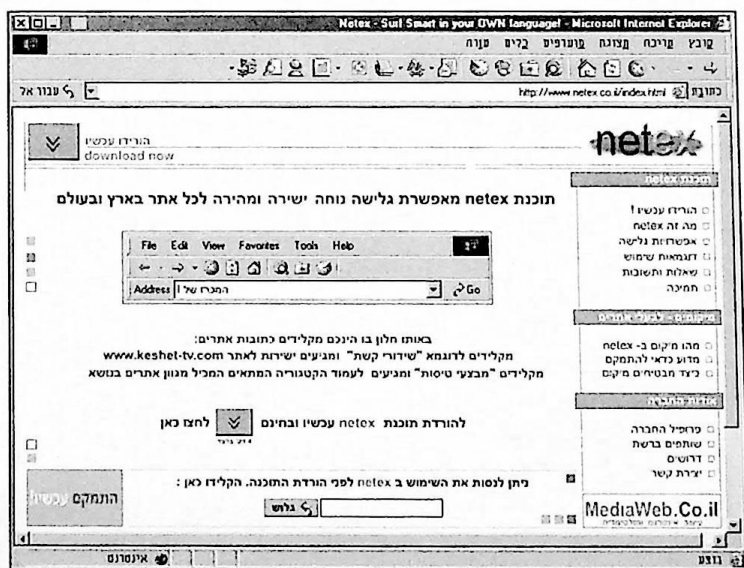 Netex - Surf Smart in your OWN language! - Microsoft Internet Explorer
קובץ עריכה תצוגה מועדפים כלים עזרה
כתובת http://www.netex.co.il/index.html עבור אל
netex
הורידו עכשיו
download now
תוכנת netex
הורידו עכשיו !
מה זה netex
אפשרויות גלישה
דוגמאות שימוש
שאלות ותשובות
תמיכה
מיקומים - לבעלי אתרים
מהו מיקום ב- netex
מדוע כדאי להתמקם
כיצד מבטיחים מיקום
אודות החברה
פרופיל החברה
שותפים ברשת
דרושים
יצירת קשר
MediaWeb.Co.il
תוכנת netex מאפשרת גלישה נוחה ישירה ומהירה לכל אתר בארץ ובעולם
File Edit View Favorites Tools Help
Address המכרז של ו Go
באותו חלון בו הינכם מקלידים כתובות אתרים:
מקלידים לדוגמא "שידורי קשת" ומגיעים ישירות לאתר www.keshet-tv.com
מקלידים "מבצעי טיסות" ומגיעים לעמוד הקטגוריה המתאים המכיל מגוון אתרים בנושא
להורדת תוכנת netex עכשיו ובחינם לחצו כאן
ניתן לנסות את השימוש ב netex לפני הורדת התוכנה. הקלידו כאן :
גלוש
התמקם עכשיו!
בוצע אינטרנט